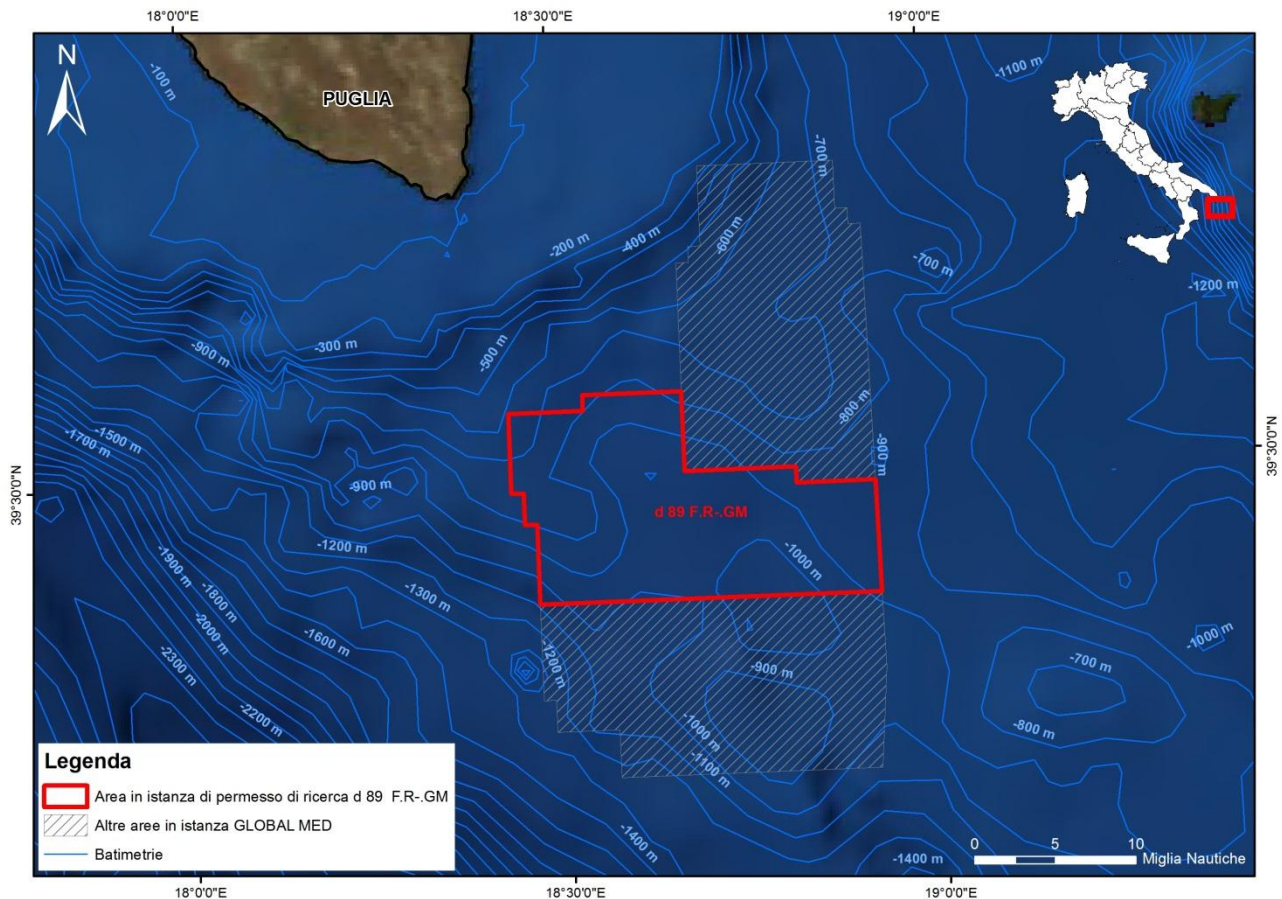 18°0'0"E
18°30'0"E
19°0'0"E
N
PUGLIA
-100 m
-1100 m
-700 m
-200 m
-400 m
-600 m
-700 m
-1200 m
-300 m
-500 m
-900 m
-800 m
-1500 m
-1700 m
-900 m
-900 m
39°30'0"N
39°30'0"N
d 89 F.R-.GM
-1200 m
-1000 m
-1900 m
-1300 m
-1800 m
-2000 m
-1600 m
-1000 m
-2300 m
-1200 m
-900 m
-700 m
-2200 m
-1000 m
-800 m
-1100 m
-1400 m
-1400 m
Legenda
Area in istanza di permesso di ricerca d 89 F.R-.GM
Altre aree in istanza GLOBAL MED
Batimetrie
0 5 10
Miglia Nautiche
18°0'0"E
18°30'0"E
19°0'0"E